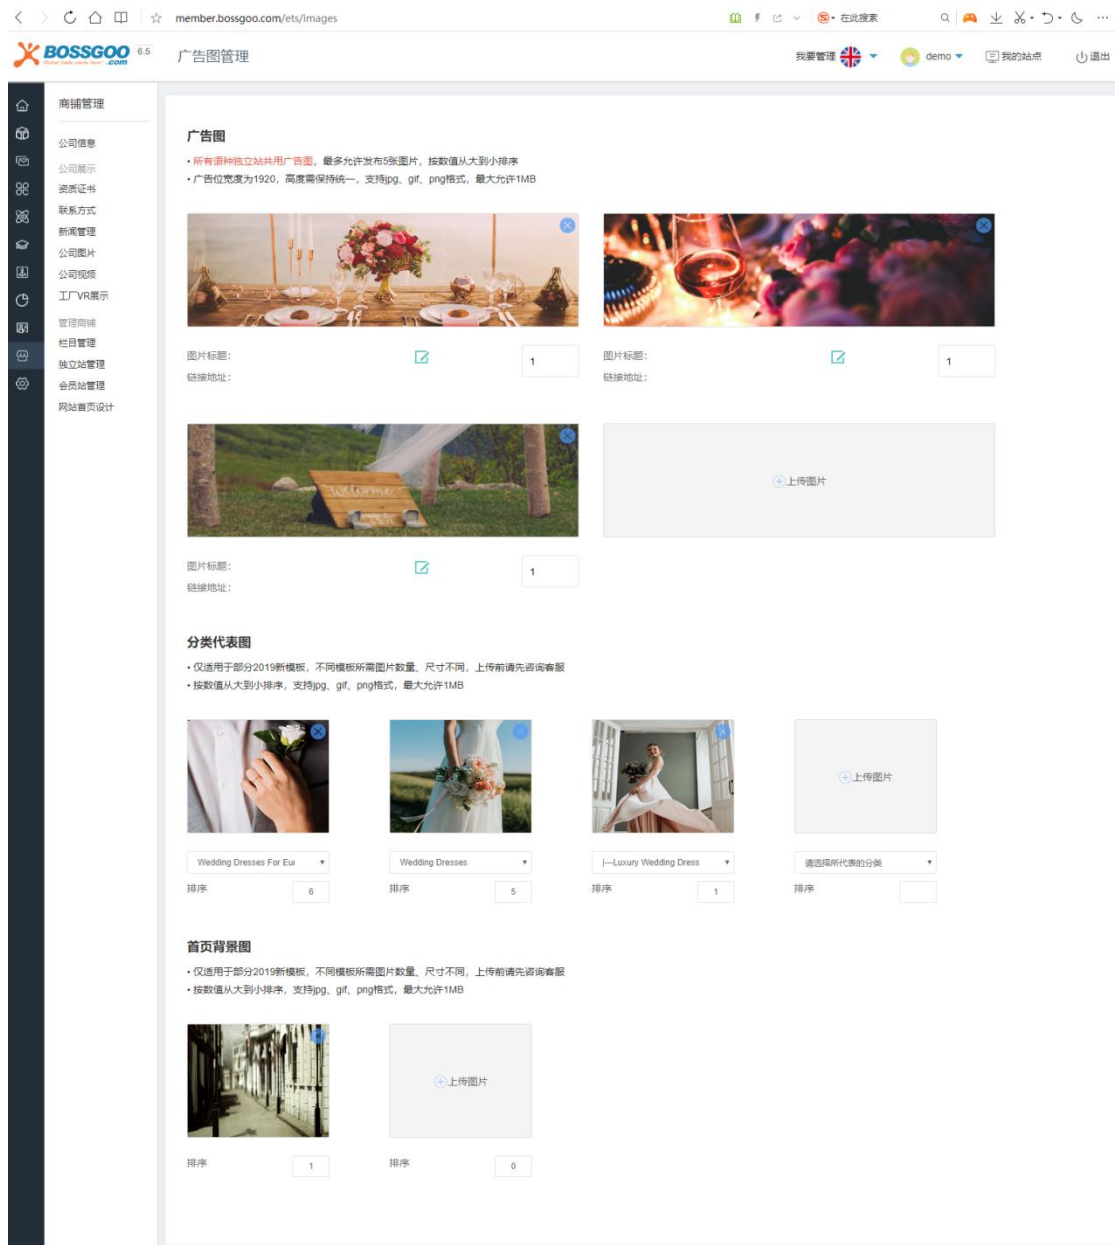 member.bossgoo.com/ets/images
在此搜索
BOSSGOO
.com
6.5
广告图管理
我要管理
demo
我的站点
退出
商铺管理
公司信息
公司展示
资质证书
联系方式
新闻管理
公司图片
公司视频
工厂VR展示
管理商铺
栏目管理
独立站管理
会员站管理
网站首页设计
广告图
• 所有语种独立站共用广告图，最多允许发布5张图片，按数值从大到小排序
• 广告位宽度为1920，高度需保持统一，支持jpg、gif、png格式，最大允许1MB
图片标题：
1
链接地址：
图片标题：
1
链接地址：
welcome
上传图片
图片标题：
1
链接地址：
分类代表图
• 仅适用于部分2019新模板，不同模板所需图片数量、尺寸不同，上传前请先咨询客服
• 按数值从大到小排序，支持jpg、gif、png格式，最大允许1MB
上传图片
Wedding Dresses For Eur
Wedding Dresses
|---Luxury Wedding Dress
请选择所代表的分类
排序 6
排序 5
排序 1
排序
首页背景图
• 仅适用于部分2019新模板，不同模板所需图片数量、尺寸不同，上传前请先咨询客服
• 按数值从大到小排序，支持jpg、gif、png格式，最大允许1MB
上传图片
排序 1
排序 0